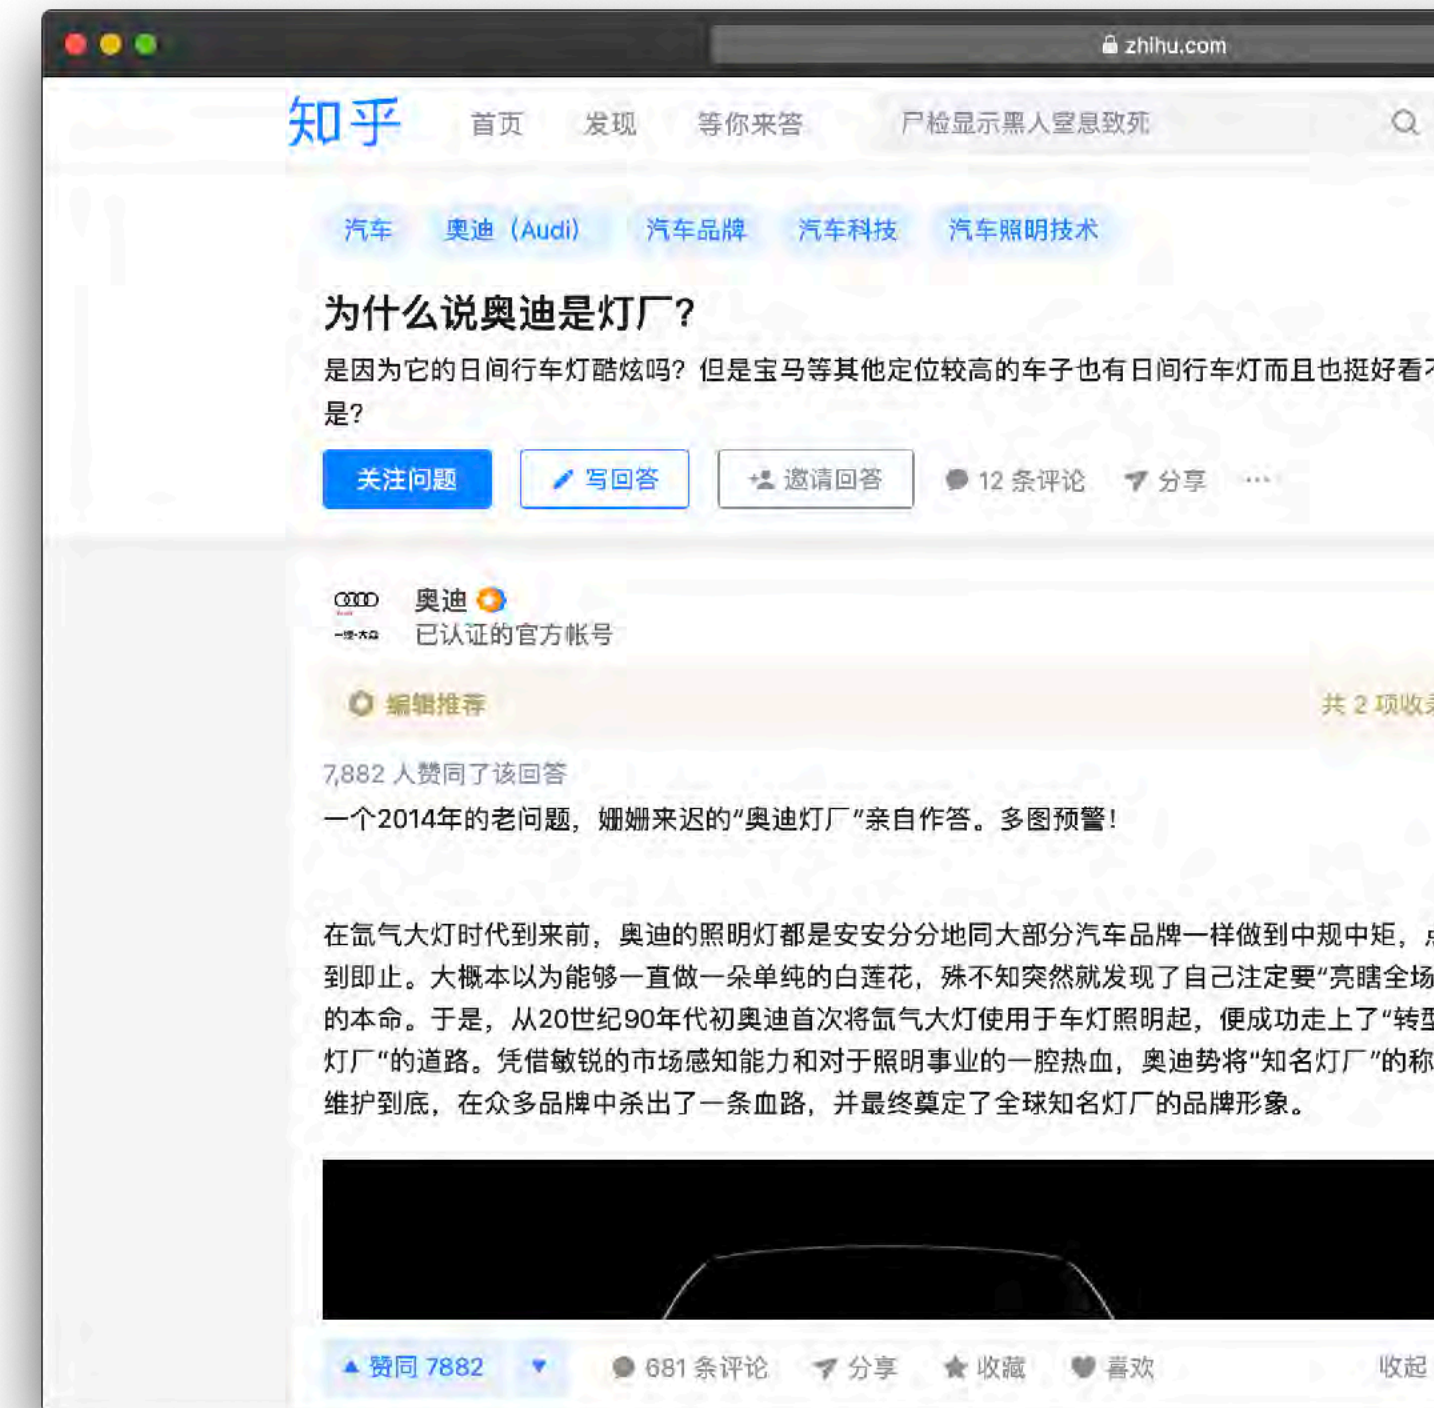 zhihu.com
知乎 首页 发现 等你来答 尸检显示黑人窒息致死
汽车 奥迪（Audi） 汽车品牌 汽车科技 汽车照明技术
为什么说奥迪是灯厂？
是因为它的日间行车灯酷炫吗？但是宝马等其他定位较高的车子也有日间行车灯而且也挺好看不
是？
关注问题 写回答 邀请回答 12 条评论 分享 ···
奥迪
已认证的官方帐号
编辑推荐 共 2 项收录
7,882 人赞同了该回答
一个2014年的老问题，姗姗来迟的“奥迪灯厂”亲自作答。多图预警！
在氙气大灯时代到来前，奥迪的照明灯都是安安分分地同大部分汽车品牌一样做到中规中矩，点
到即止。大概本以为能够一直做一朵单纯的白莲花，殊不知突然就发现了自己注定要“亮瞎全场
的本命。于是，从20世纪90年代初奥迪首次将氙气大灯使用于车灯照明起，便成功走上了“转型
灯厂“的道路。凭借敏锐的市场感知能力和对于照明事业的一腔热血，奥迪势将“知名灯厂”的称
维护到底，在众多品牌中杀出了一条血路，并最终奠定了全球知名灯厂的品牌形象。
赞同 7882 681 条评论 分享 收藏 喜欢 收起